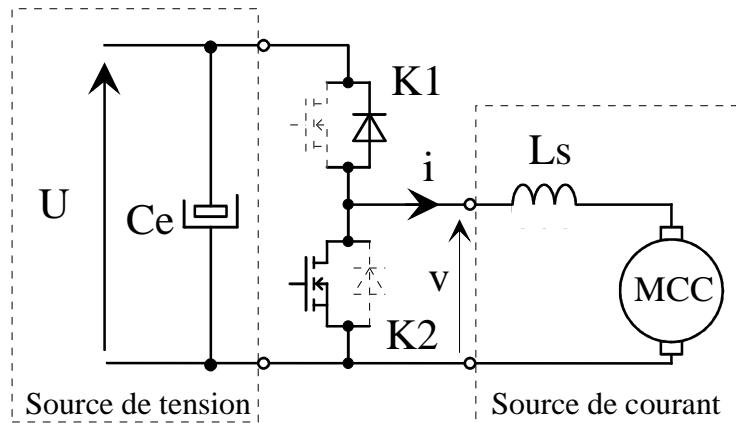 K1
Ls
i
U
Ce
v
MCC
K2
Source de tension
Source de courant